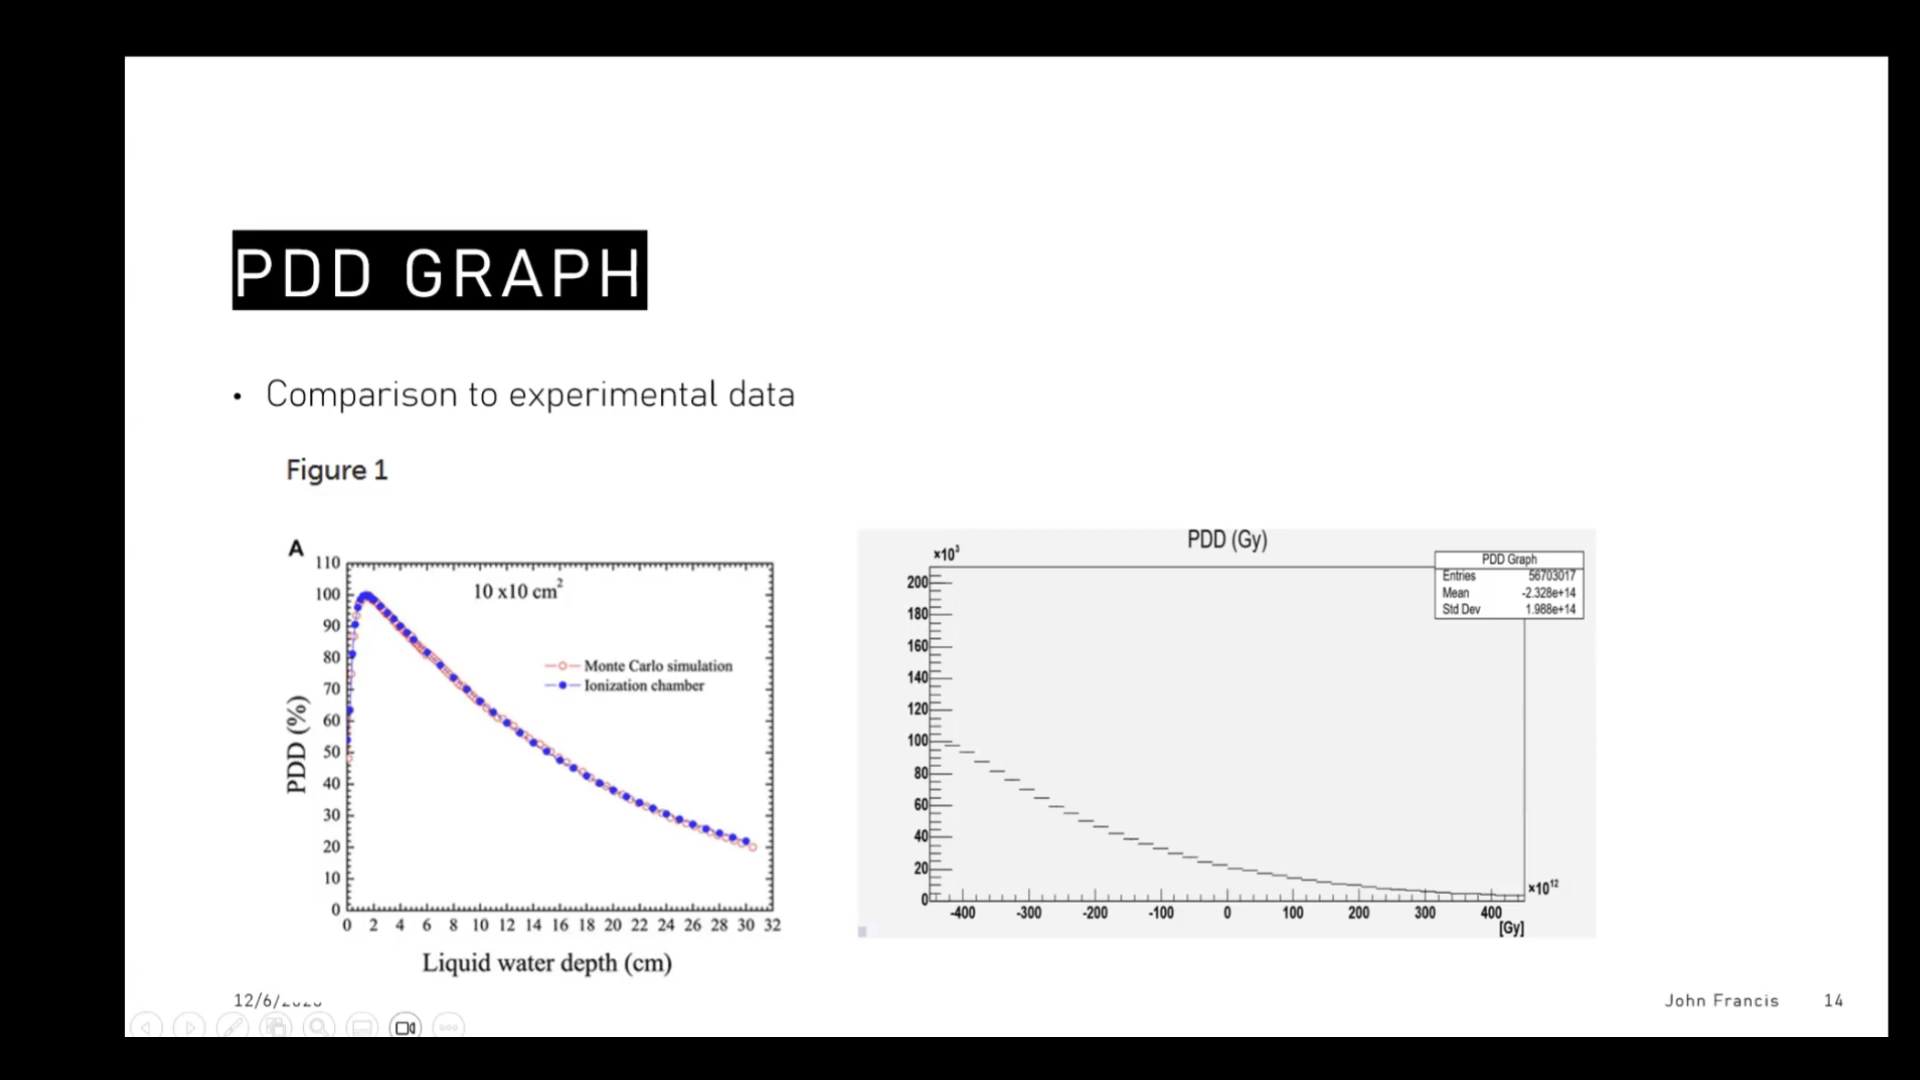 PDD GRAPH
• Comparison to experimental data
Figure 1
A
110
100
90
80
70
60
50
40
30
20
10
0
PDD (%)
10 x10 cm²
Monte Carlo simulation
Ionization chamber
0 2 4 6 8 10 12 14 16 18 20 22 24 26 28 30 32
Liquid water depth (cm)
PDD (Gy)
×10³
200
180
160
140
120
100
80
60
40
20
0
PDD Graph
Entries 56703017
Mean -2.328e+14
Std Dev 1.988e+14
×10¹²
-400 -300 -200 -100 0 100 200 300 400
[Gy]
12/6/
John Francis 14